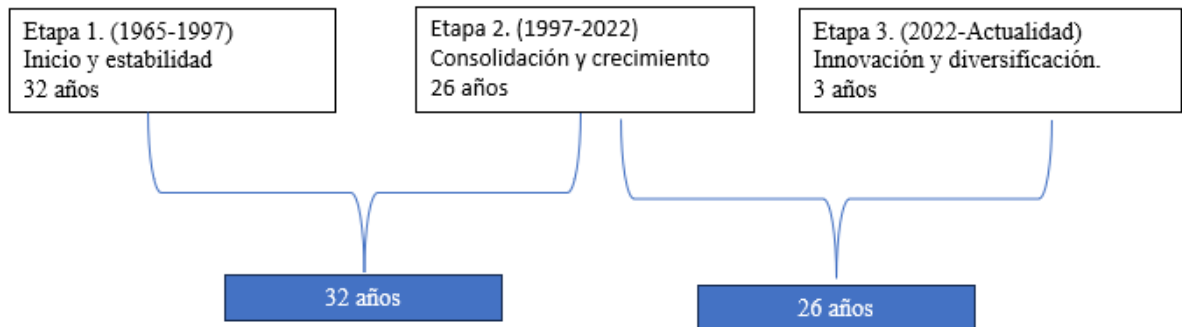 Etapa 1. (1965-1997)
Inicio y estabilidad
32 años
Etapa 2. (1997-2022)
Consolidación y crecimiento
26 años
Etapa 3. (2022-Actualidad)
Innovación y diversificación.
3 años
32 años
26 años